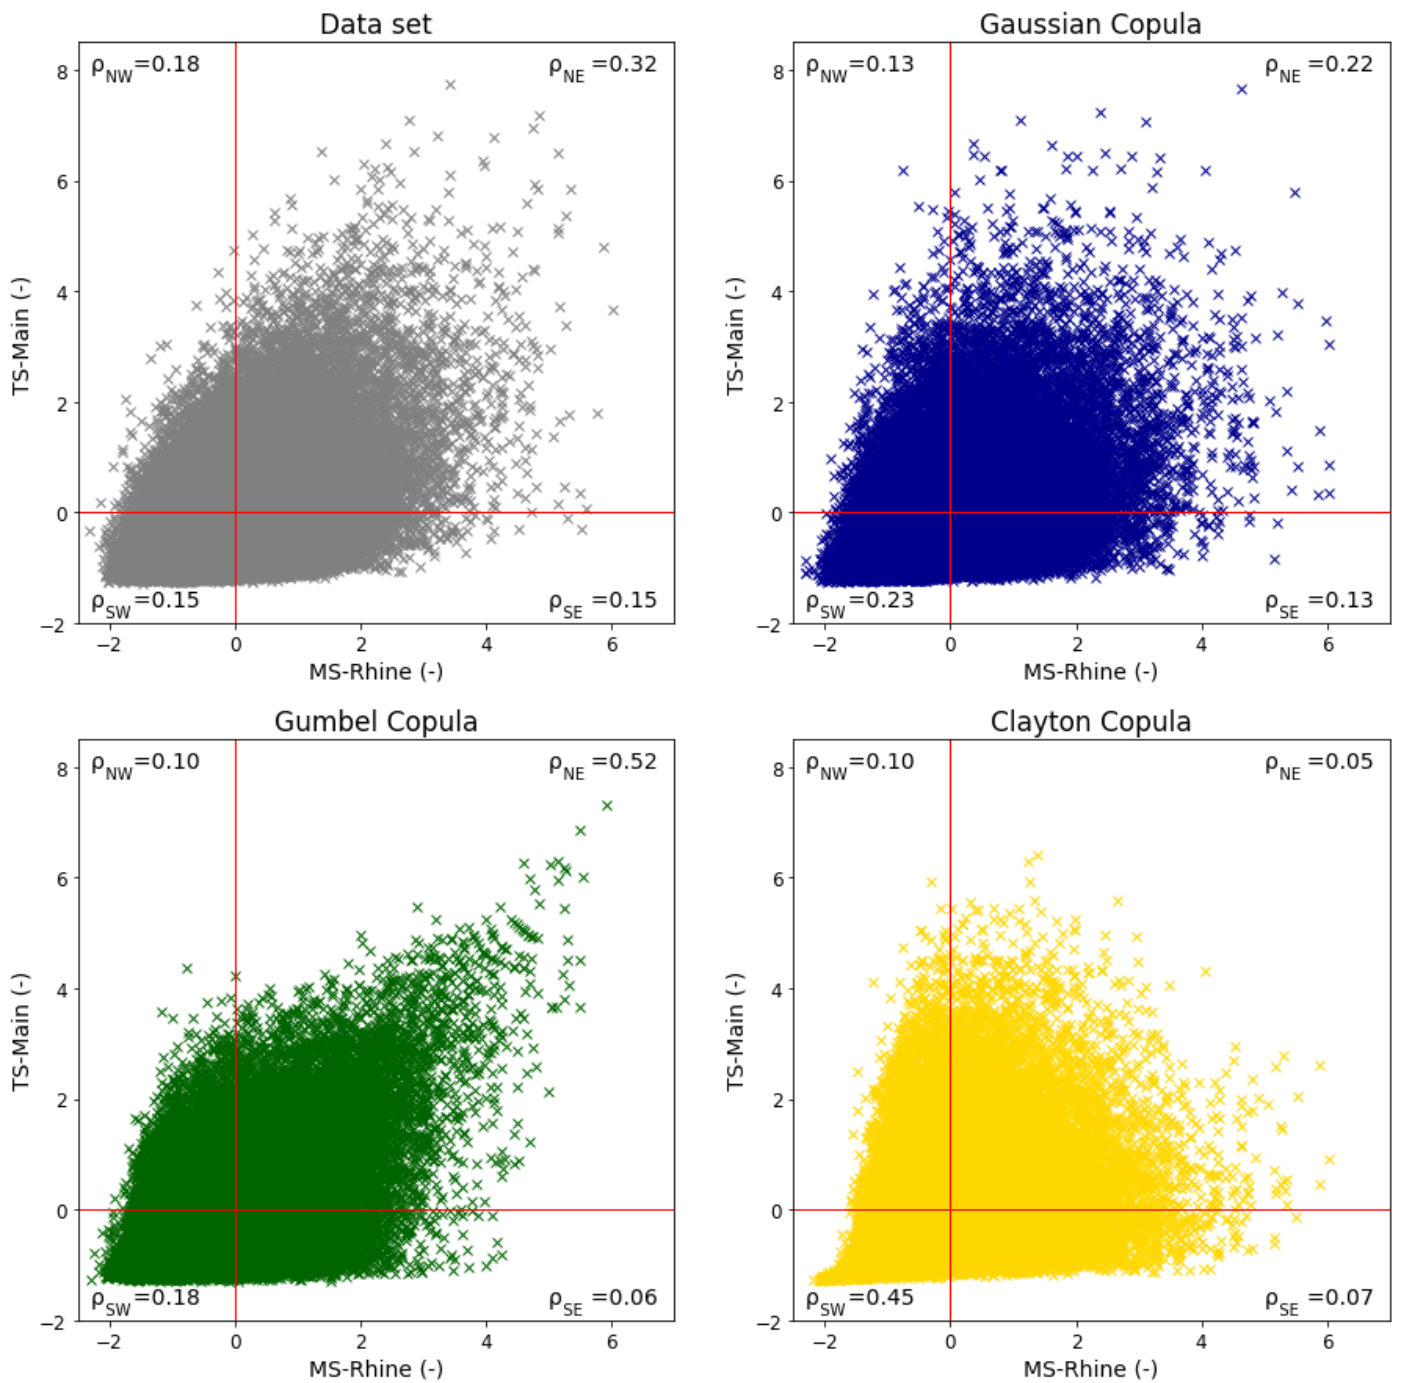 Data set
ρNW=0.18 ρNE =0.32
8
6
4
2
0
−2
TS-Main (-)
ρSW=0.15 ρSE =0.15
−2 0 2 4 6
MS-Rhine (-)
Gaussian Copula
ρNW=0.13 ρNE =0.22
8
6
4
2
0
−2
TS-Main (-)
ρSW=0.23 ρSE =0.13
−2 0 2 4 6
MS-Rhine (-)
Gumbel Copula
ρNW=0.10 ρNE =0.52
8
6
4
2
0
−2
TS-Main (-)
ρSW=0.18 ρSE =0.06
−2 0 2 4 6
MS-Rhine (-)
Clayton Copula
ρNW=0.10 ρNE =0.05
8
6
4
2
0
−2
TS-Main (-)
ρSW=0.45 ρSE =0.07
−2 0 2 4 6
MS-Rhine (-)